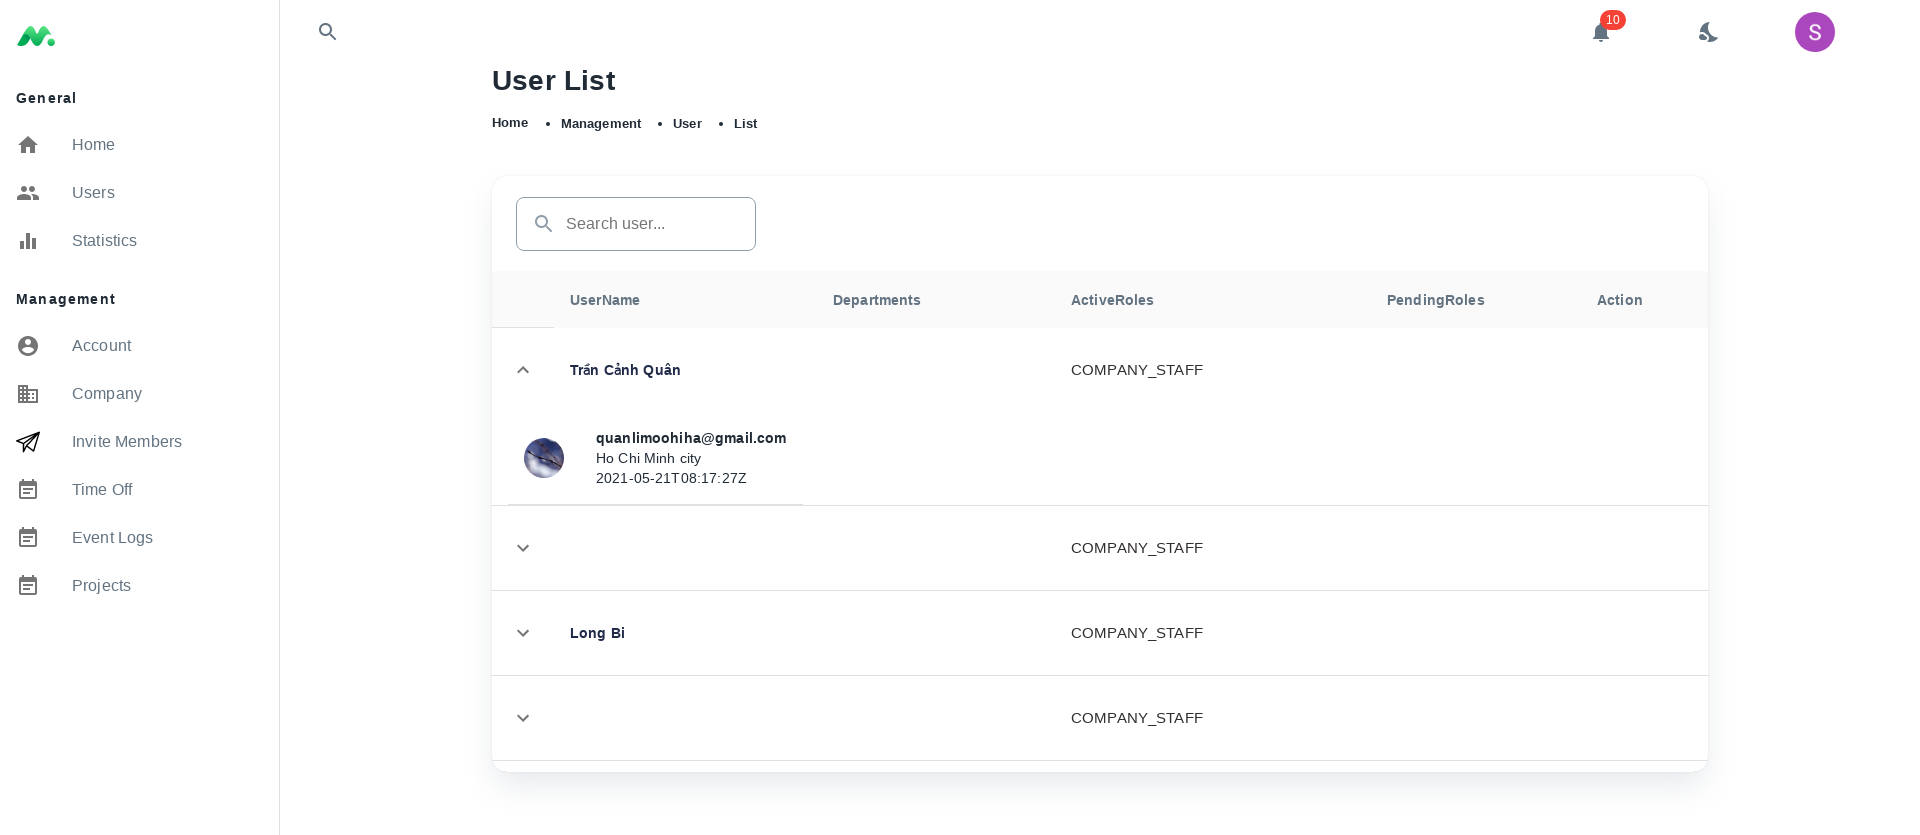 10
S
General
Home
Users
Statistics
Management
Account
Company
Invite Members
Time Off
Event Logs
Projects
User List
Home • Management • User • List
Search user...
UserName Departments ActiveRoles PendingRoles Action
Trần Cảnh Quân COMPANY_STAFF
quanlimoohiha@gmail.com
Ho Chi Minh city
2021-05-21T08:17:27Z
COMPANY_STAFF
Long Bi COMPANY_STAFF
COMPANY_STAFF